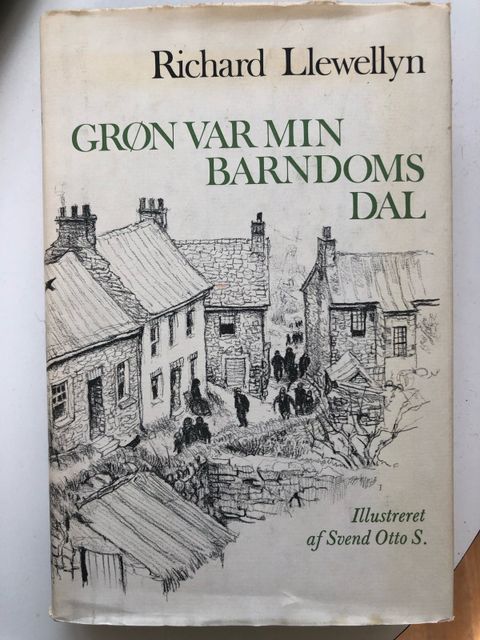 Richard Llewellyn
GRØN VAR MIN
BARNDOMS
DAL
Illustreret
af Svend Otto S.